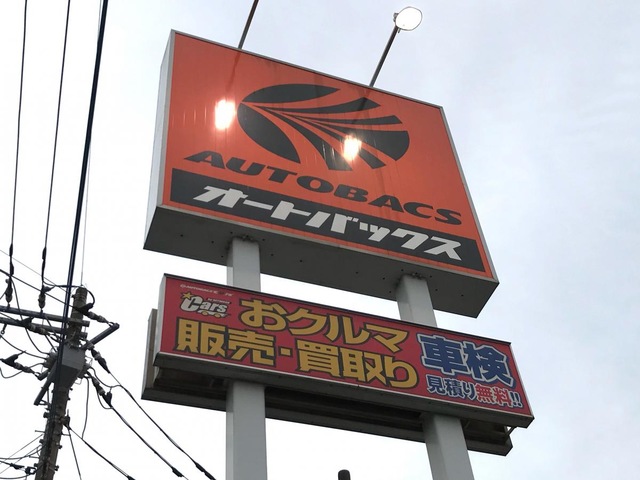 AUTOBACS
オートバックス
Cars
おクルマ
販売・買取り
車検
見積り無料!!